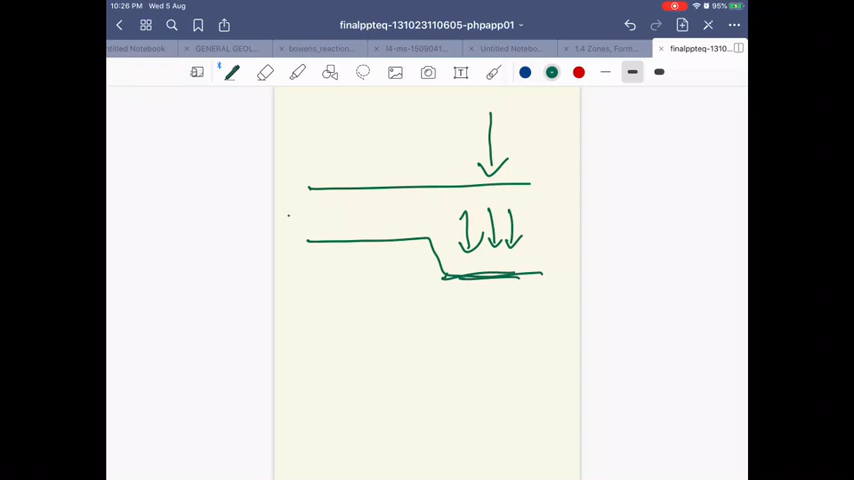 10:26 PM Wed 5 Aug 95%
finalppteq-131023110605-phpapp01
ntitled Notebook × GENERAL GEOL... × bowens_reaction... × l4-ms-1509041... × Untitled Notebo... × 1.4 Zones, Form... × finalppteq-1310...